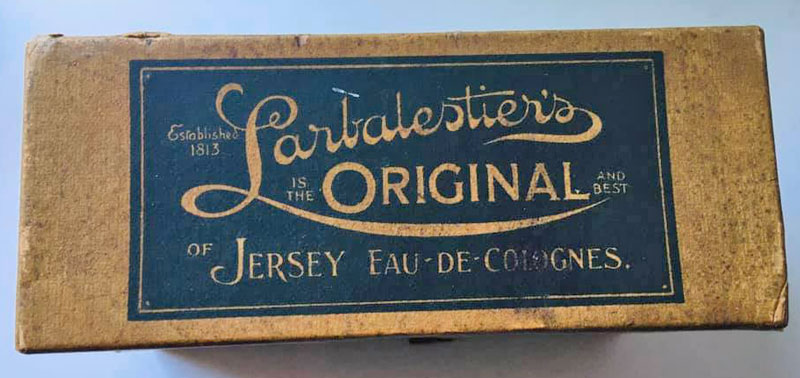 Larbalestier's
Established
1813
IS
THE
ORIGINAL
AND
BEST
OF JERSEY EAU-DE-COLOGNES.